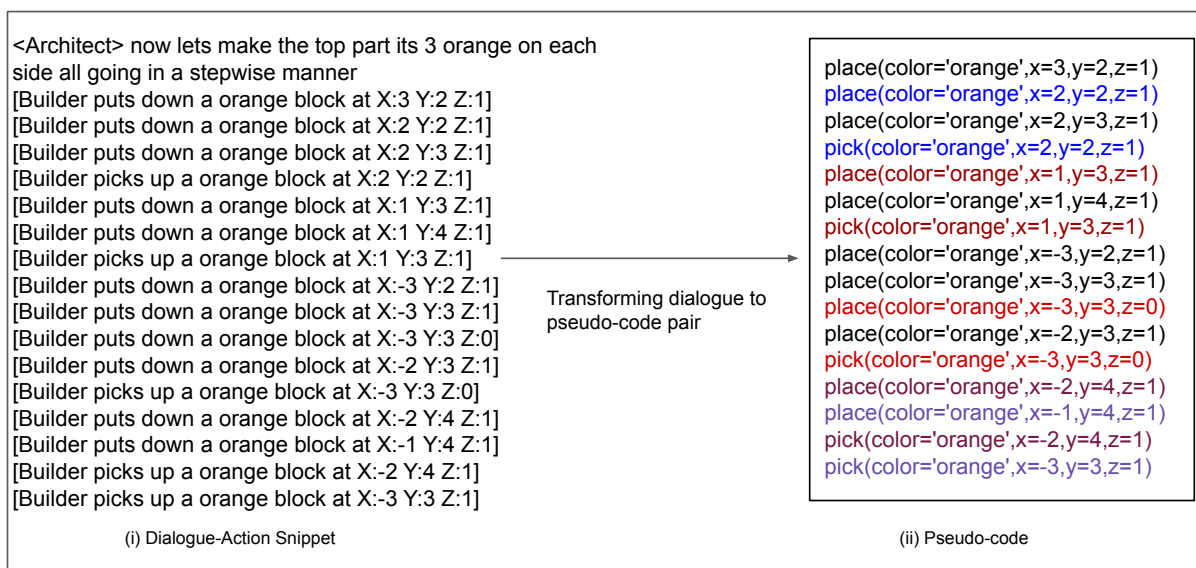 <Architect> now lets make the top part its 3 orange on each
side all going in a stepwise manner
[Builder puts down a orange block at X:3 Y:2 Z:1]
[Builder puts down a orange block at X:2 Y:2 Z:1]
[Builder puts down a orange block at X:2 Y:3 Z:1]
[Builder picks up a orange block at X:2 Y:2 Z:1]
[Builder puts down a orange block at X:1 Y:3 Z:1]
[Builder puts down a orange block at X:1 Y:4 Z:1]
[Builder picks up a orange block at X:1 Y:3 Z:1]
[Builder puts down a orange block at X:-3 Y:2 Z:1]
[Builder puts down a orange block at X:-3 Y:3 Z:1]
[Builder puts down a orange block at X:-3 Y:3 Z:0]
[Builder puts down a orange block at X:-2 Y:3 Z:1]
[Builder picks up a orange block at X:-3 Y:3 Z:0]
[Builder puts down a orange block at X:-2 Y:4 Z:1]
[Builder puts down a orange block at X:-1 Y:4 Z:1]
[Builder picks up a orange block at X:-2 Y:4 Z:1]
[Builder picks up a orange block at X:-3 Y:3 Z:1]
(i) Dialogue-Action Snippet
Transforming dialogue to
pseudo-code pair
place(color='orange',x=3,y=2,z=1)
place(color='orange',x=2,y=2,z=1)
place(color='orange',x=2,y=3,z=1)
pick(color='orange',x=2,y=2,z=1)
place(color='orange',x=1,y=3,z=1)
place(color='orange',x=1,y=4,z=1)
pick(color='orange',x=1,y=3,z=1)
place(color='orange',x=-3,y=2,z=1)
place(color='orange',x=-3,y=3,z=1)
place(color='orange',x=-3,y=3,z=0)
place(color='orange',x=-2,y=3,z=1)
pick(color='orange',x=-3,y=3,z=0)
place(color='orange',x=-2,y=4,z=1)
place(color='orange',x=-1,y=4,z=1)
pick(color='orange',x=-2,y=4,z=1)
pick(color='orange',x=-3,y=3,z=1)
(ii) Pseudo-code